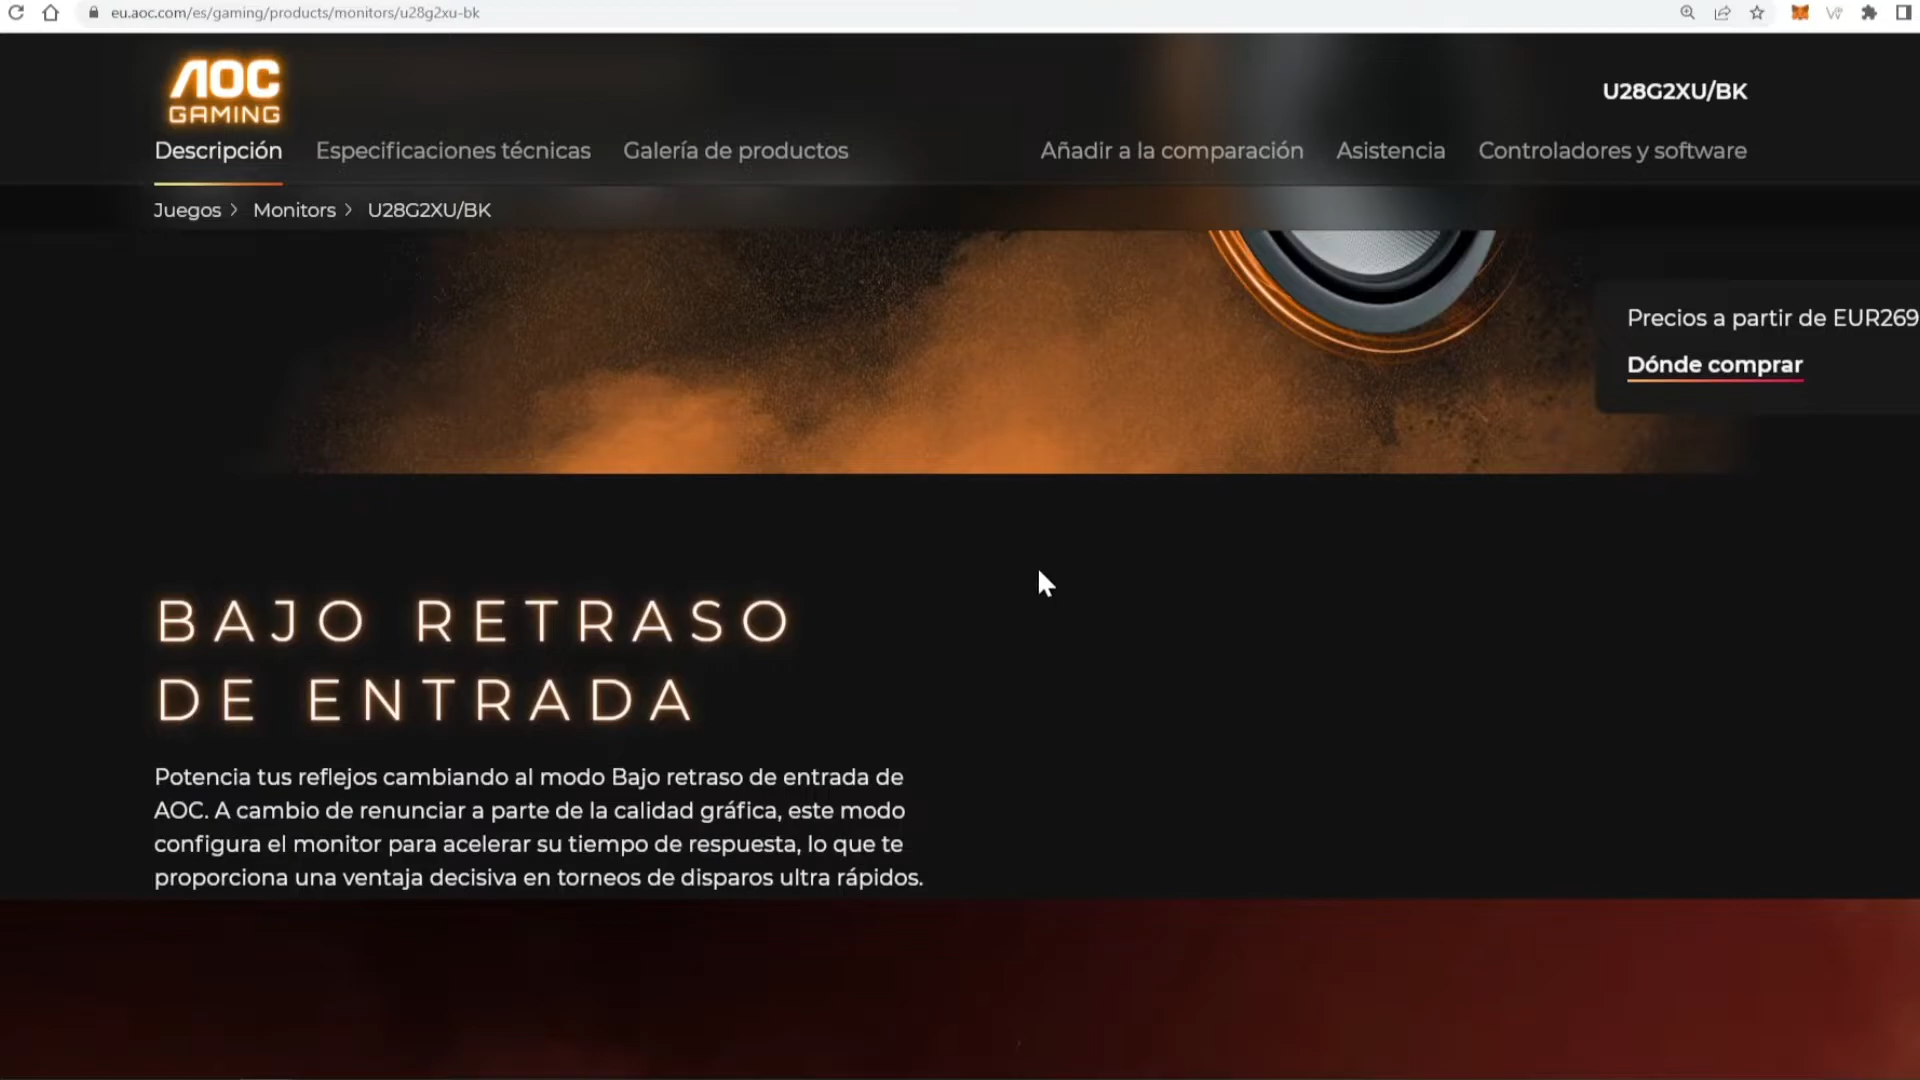 eu.aoc.com/es/gaming/products/monitors/u28g2xu-bk
AOC
GAMING
U28G2XU/BK
Descripción
Especificaciones técnicas
Galería de productos
Añadir a la comparación
Asistencia
Controladores y software
Juegos > Monitors > U28G2XU/BK
Precios a partir de EUR269
Dónde comprar
BAJO RETRASO
DE ENTRADA
Potencia tus reflejos cambiando al modo Bajo retraso de entrada de
AOC. A cambio de renunciar a parte de la calidad gráfica, este modo
configura el monitor para acelerar su tiempo de respuesta, lo que te
proporciona una ventaja decisiva en torneos de disparos ultra rápidos.